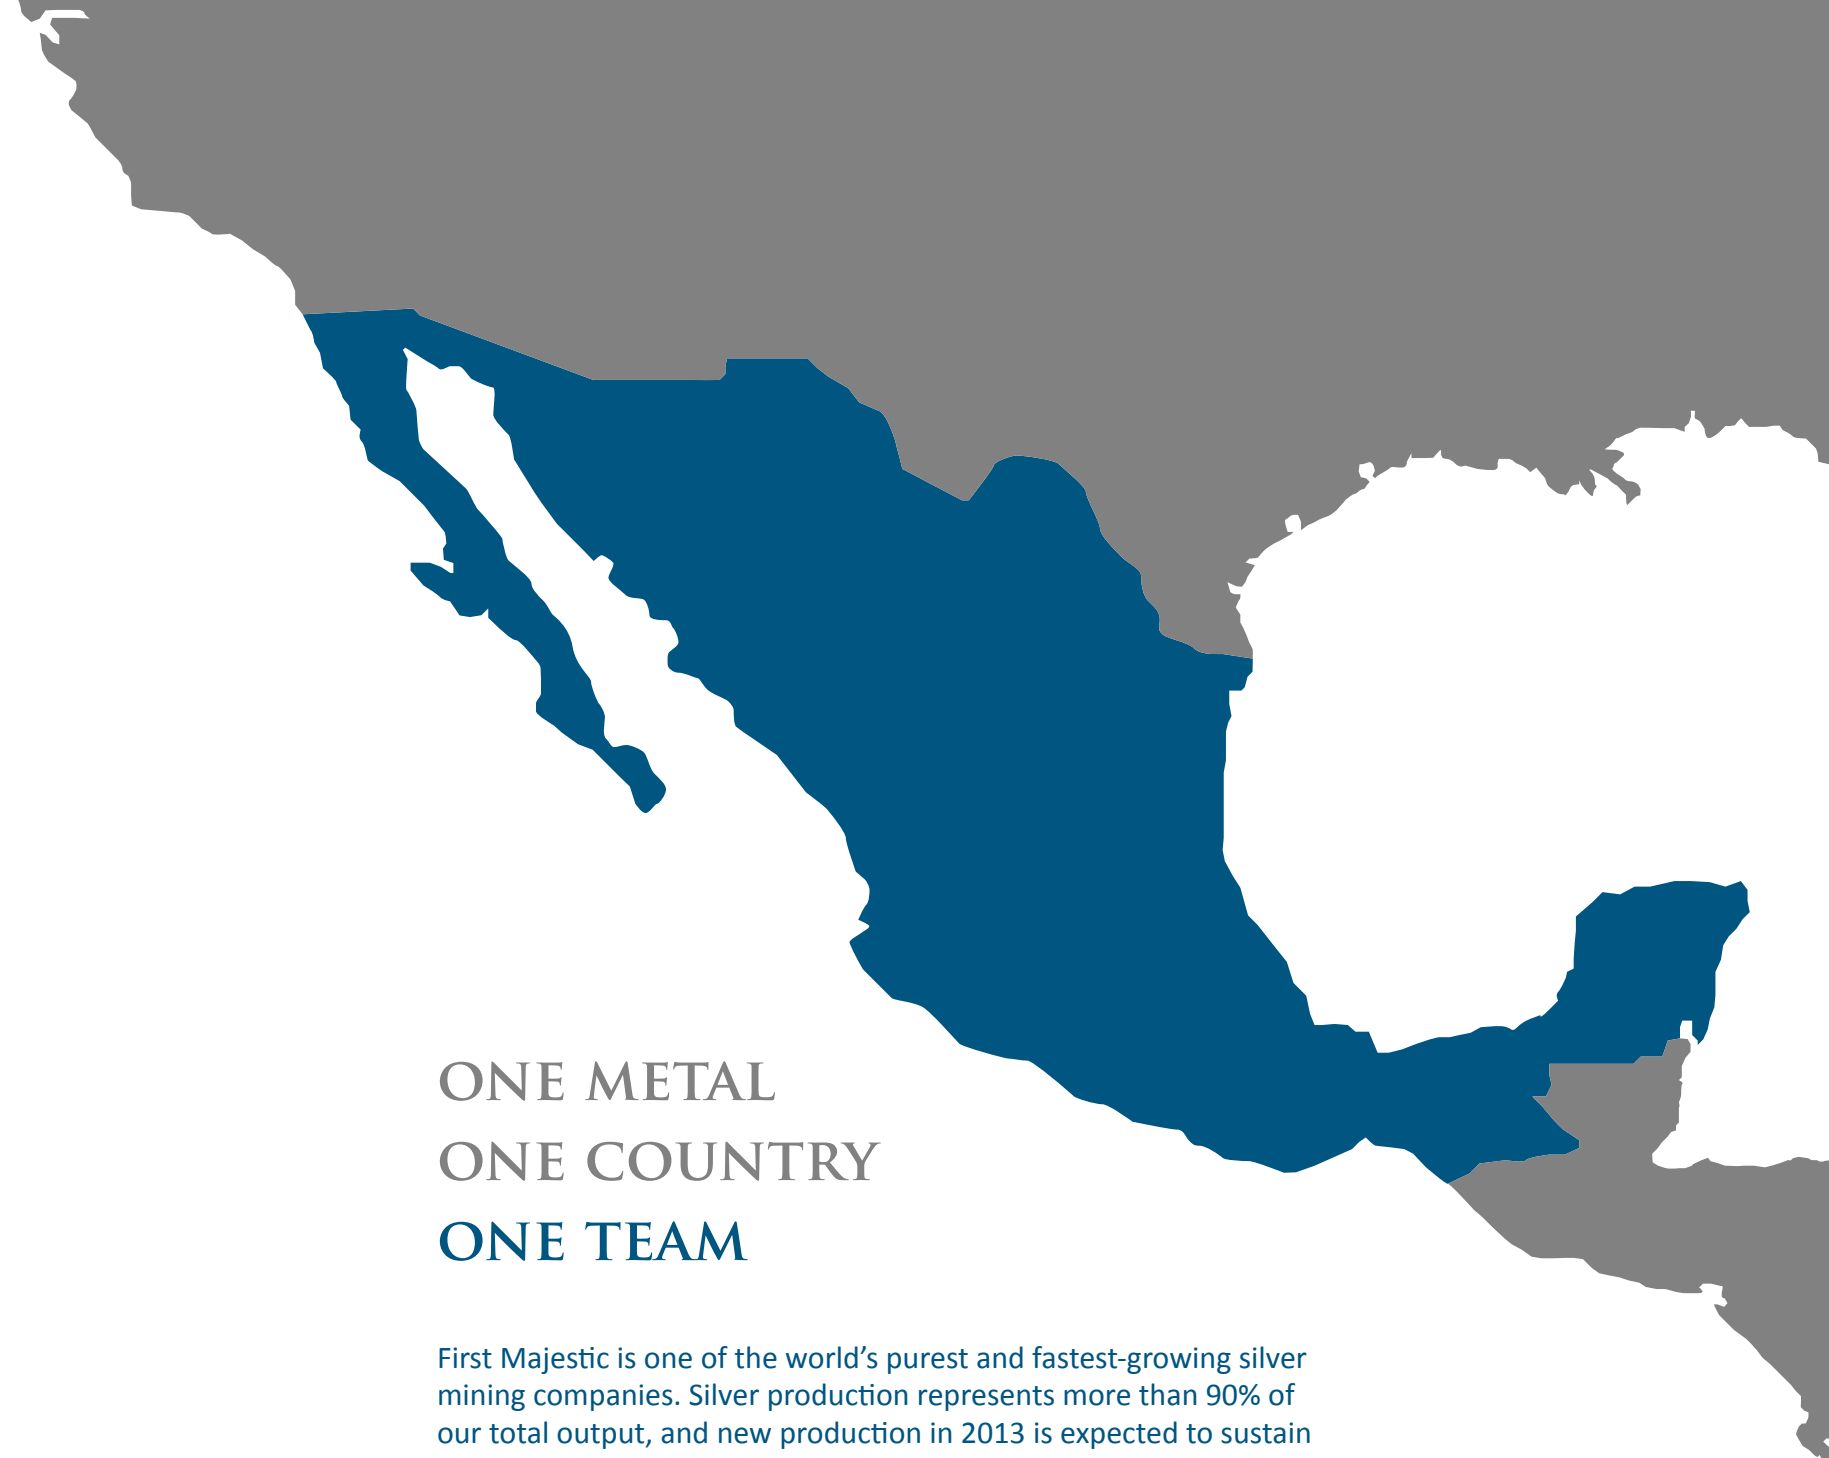 ONE METAL
ONE COUNTRY
ONE TEAM
First Majestic is one of the world’s purest and fastest-growing silver
mining companies. Silver production represents more than 90% of
our total output, and new production in 2013 is expected to sustain